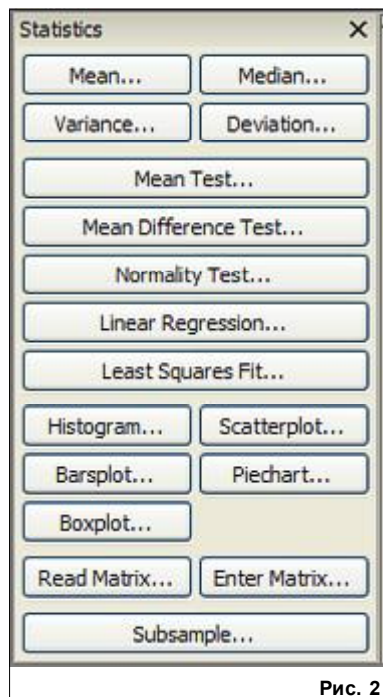 Statistics
Mean... Median...
Variance... Deviation...
Mean Test...
Mean Difference Test...
Normality Test...
Linear Regression...
Least Squares Fit...
Histogram... Scatterplot...
Barsplot... Piechart...
Boxplot...
Read Matrix... Enter Matrix...
Subsample...
Рис. 2